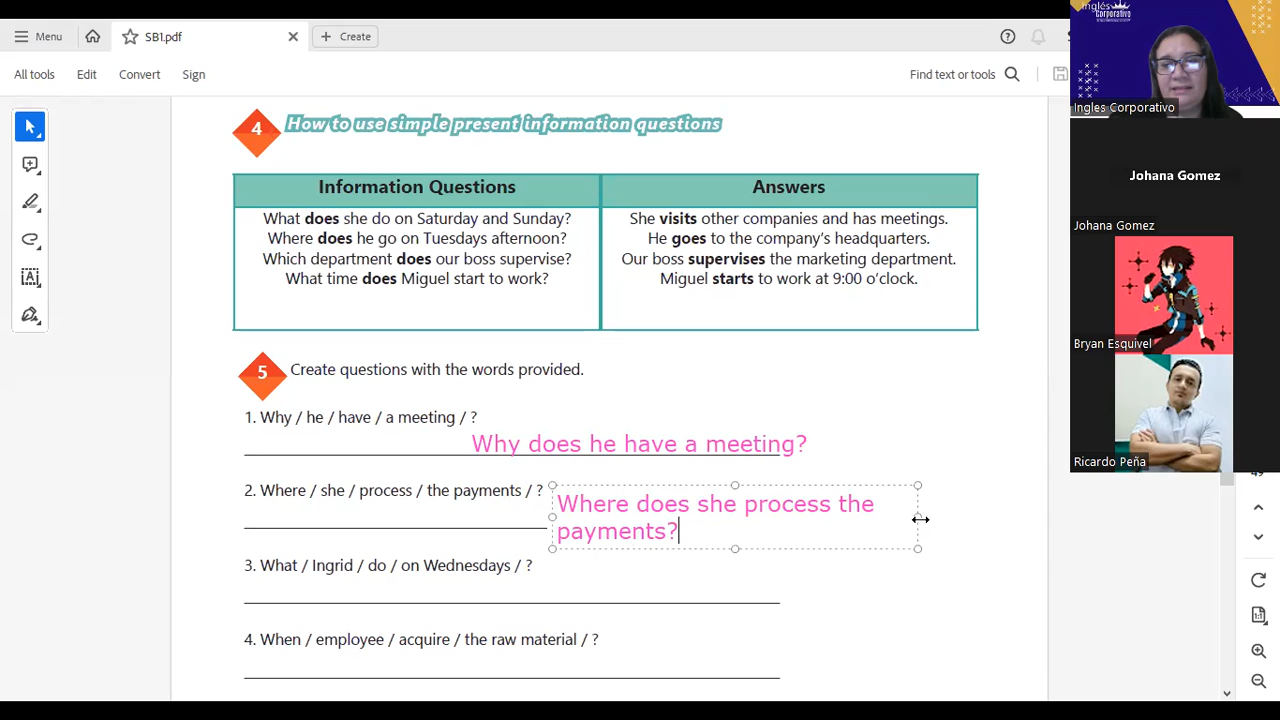 Menu
SB1.pdf
Create
All tools
Edit
Convert
Sign
Find text or tools
4
How to use simple present information questions
Information Questions
Answers
What does she do on Saturday and Sunday?
She visits other companies and has meetings.
Where does he go on Tuesdays afternoon?
He goes to the company's headquarters.
Which department does our boss supervise?
Our boss supervises the marketing department.
What time does Miguel start to work?
Miguel starts to work at 9:00 o'clock.
5
Create questions with the words provided.
1. Why / he / have / a meeting / ?
Why does he have a meeting?
2. Where / she / process / the payments / ?
Where does she process the
payments?
3. What / Ingrid / do / on Wednesdays / ?
4. When / employee / acquire / the raw material / ?
Inglés
corporativo
Ingles Corporativo
Johana Gomez
Johana Gomez
Bryan Esquivel
Ricardo Peña
1:1